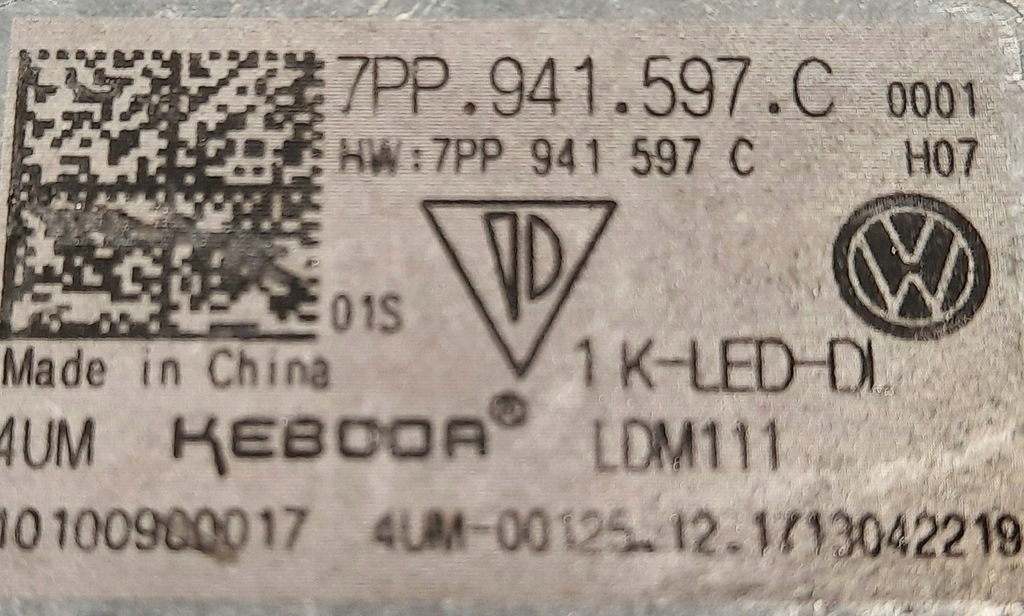 7PP.941.597.C 0001
HW:7PP 941 597 C H07
01S
Made in China
1 K-LED-DI
4UM KEBODA® LDM111
10100900017 4UM-00125 12.1713042219